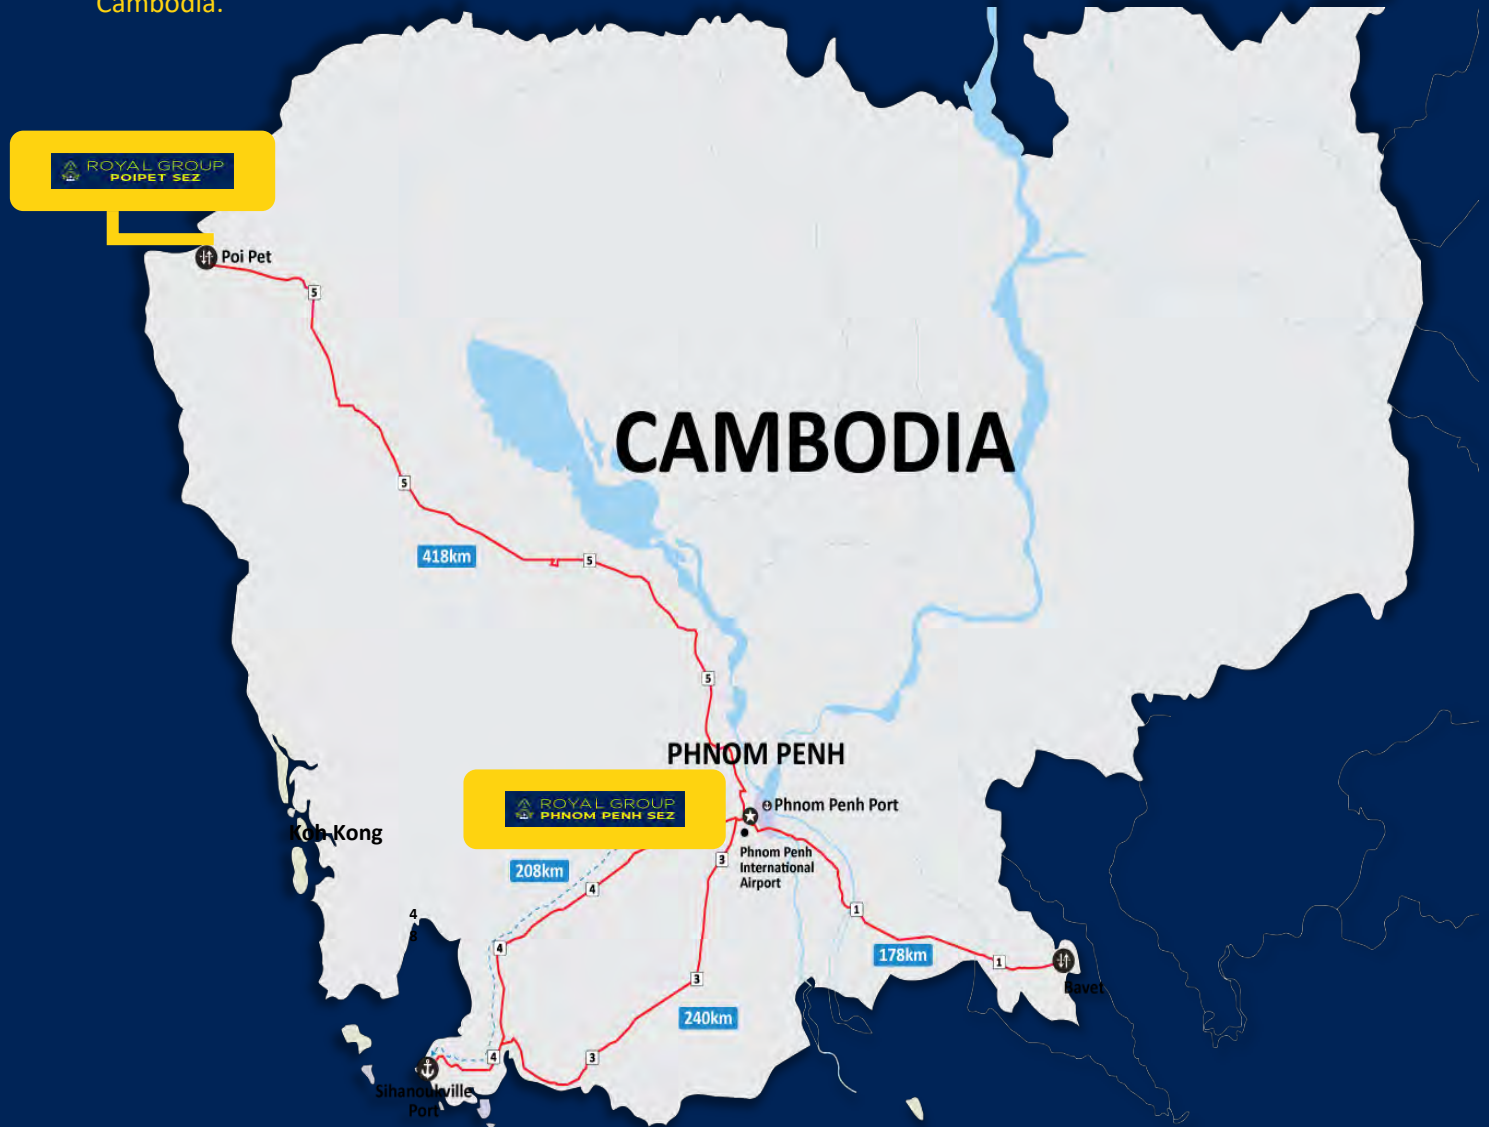 Cambodia.
ROYAL GROUP
POIPET SEZ
Poi Pet
5
CAMBODIA
5
418km
5
5
PHNOM PENH
ROYAL GROUP
PHNOM PENH SEZ
Phnom Penh Port
Koh Kong
208km
3
Phnom Penh
International
Airport
4
1
4
8
4
178km
1
3
Bavet
240km
4
3
Sihanoukville
Port